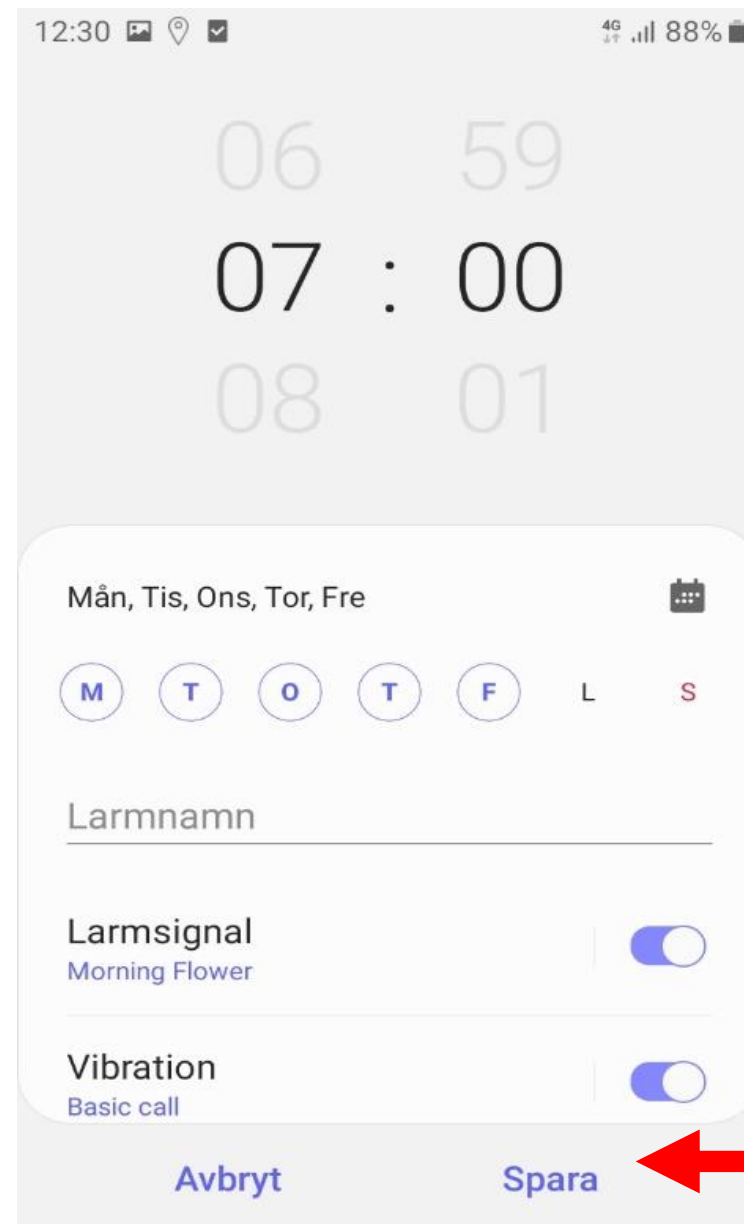 12:30 4G 88%
06 59
07 : 00
08 01
Mån, Tis, Ons, Tor, Fre
M T O T F L S
Larmnamn
Larmsignal
Morning Flower
Vibration
Basic call
Avbryt Spara